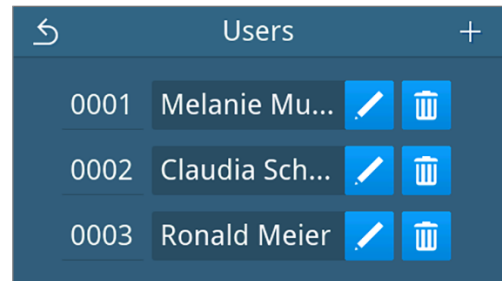 Users
0001 Melanie Mu...
0002 Claudia Sch...
0003 Ronald Meier